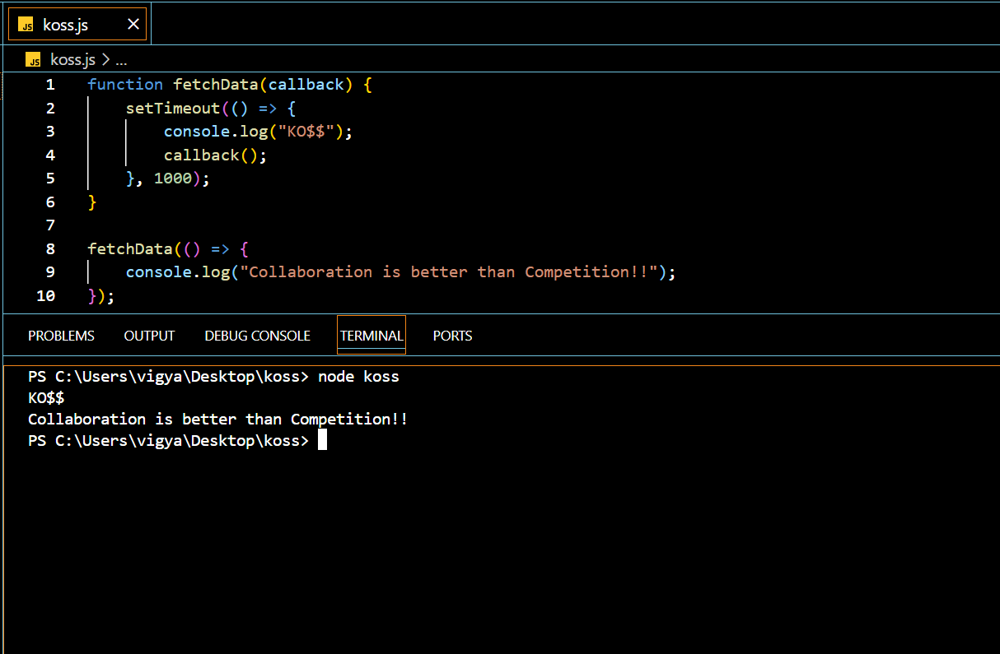 JS koss.js ×
JS koss.js > ...
1 function fetchData(callback) {
2     setTimeout(() => {
3         console.log("KO$$");
4         callback();
5     }, 1000);
6 }
7
8 fetchData(() => {
9     console.log("Collaboration is better than Competition!!");
10 });
PROBLEMS OUTPUT DEBUG CONSOLE TERMINAL PORTS
PS C:\Users\vigya\Desktop\koss> node koss
KO$$
Collaboration is better than Competition!!
PS C:\Users\vigya\Desktop\koss>